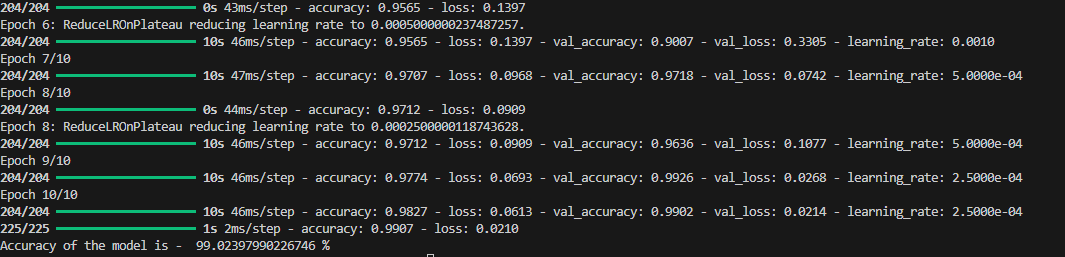 204/204 ━━━━━━━━━━━━━━━━━━━━ 0s 43ms/step - accuracy: 0.9565 - loss: 0.1397
Epoch 6: ReduceLROnPlateau reducing learning rate to 0.0005000000237487257.
204/204 ━━━━━━━━━━━━━━━━━━━━ 10s 46ms/step - accuracy: 0.9565 - loss: 0.1397 - val_accuracy: 0.9007 - val_loss: 0.3305 - learning_rate: 0.0010
Epoch 7/10
204/204 ━━━━━━━━━━━━━━━━━━━━ 10s 47ms/step - accuracy: 0.9707 - loss: 0.0968 - val_accuracy: 0.9718 - val_loss: 0.0742 - learning_rate: 5.0000e-04
Epoch 8/10
204/204 ━━━━━━━━━━━━━━━━━━━━ 0s 44ms/step - accuracy: 0.9712 - loss: 0.0909
Epoch 8: ReduceLROnPlateau reducing learning rate to 0.0002500000118743628.
204/204 ━━━━━━━━━━━━━━━━━━━━ 10s 46ms/step - accuracy: 0.9712 - loss: 0.0909 - val_accuracy: 0.9636 - val_loss: 0.1077 - learning_rate: 5.0000e-04
Epoch 9/10
204/204 ━━━━━━━━━━━━━━━━━━━━ 10s 46ms/step - accuracy: 0.9774 - loss: 0.0693 - val_accuracy: 0.9926 - val_loss: 0.0268 - learning_rate: 2.5000e-04
Epoch 10/10
204/204 ━━━━━━━━━━━━━━━━━━━━ 10s 46ms/step - accuracy: 0.9827 - loss: 0.0613 - val_accuracy: 0.9902 - val_loss: 0.0214 - learning_rate: 2.5000e-04
225/225 ━━━━━━━━━━━━━━━━━━━━ 1s 2ms/step - accuracy: 0.9907 - loss: 0.0210
Accuracy of the model is -  99.02397990226746 %